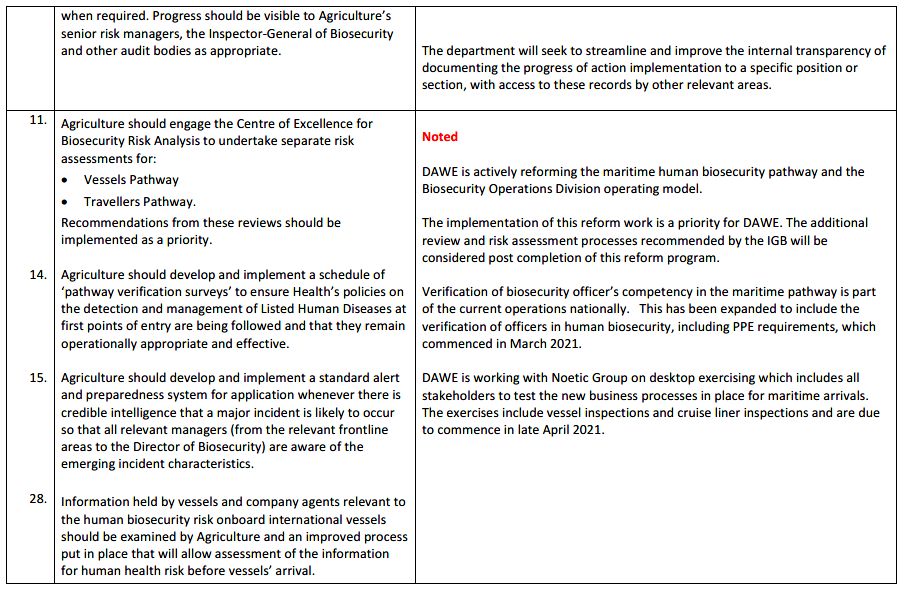 when required. Progress should be visible to Agriculture's
senior risk managers, the Inspector-General of Biosecurity
and other audit bodies as appropriate.
The department will seek to streamline and improve the internal transparency of
documenting the progress of action implementation to a specific position or
section, with access to these records by other relevant areas.
11.
Agriculture should engage the Centre of Excellence for
Biosecurity Risk Analysis to undertake separate risk
assessments for:
• Vessels Pathway
• Travellers Pathway.
Recommendations from these reviews should be
implemented as a priority.
14.
Agriculture should develop and implement a schedule of
'pathway verification surveys' to ensure Health's policies on
the detection and management of Listed Human Diseases at
first points of entry are being followed and that they remain
operationally appropriate and effective.
15.
Agriculture should develop and implement a standard alert
and preparedness system for application whenever there is
credible intelligence that a major incident is likely to occur
so that all relevant managers (from the relevant frontline
areas to the Director of Biosecurity) are aware of the
emerging incident characteristics.
28.
Information held by vessels and company agents relevant to
the human biosecurity risk onboard international vessels
should be examined by Agriculture and an improved process
put in place that will allow assessment of the information
for human health risk before vessels' arrival.
Noted
DAWE is actively reforming the maritime human biosecurity pathway and the
Biosecurity Operations Division operating model.
The implementation of this reform work is a priority for DAWE. The additional
review and risk assessment processes recommended by the IGB will be
considered post completion of this reform program.
Verification of biosecurity officer's competency in the maritime pathway is part
of the current operations nationally. This has been expanded to include the
verification of officers in human biosecurity, including PPE requirements, which
commenced in March 2021.
DAWE is working with Noetic Group on desktop exercising which includes all
stakeholders to test the new business processes in place for maritime arrivals.
The exercises include vessel inspections and cruise liner inspections and are due
to commence in late April 2021.